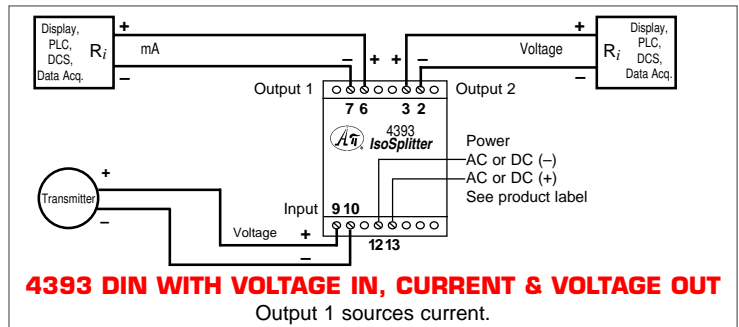 Display,
PLC,
DCS,
Data Acq.
Ri
+
mA
–
Output 1
– +
7 6
+ –
3 2
Output 2
+
Voltage
–
Ri
Display,
PLC,
DCS,
Data Acq.
4393
IsoSplitter
Power
AC or DC (–)
AC or DC (+)
See product label
Transmitter
+
–
Input 9 10
Voltage +
–
12 13
4393 DIN WITH VOLTAGE IN, CURRENT & VOLTAGE OUT
Output 1 sources current.